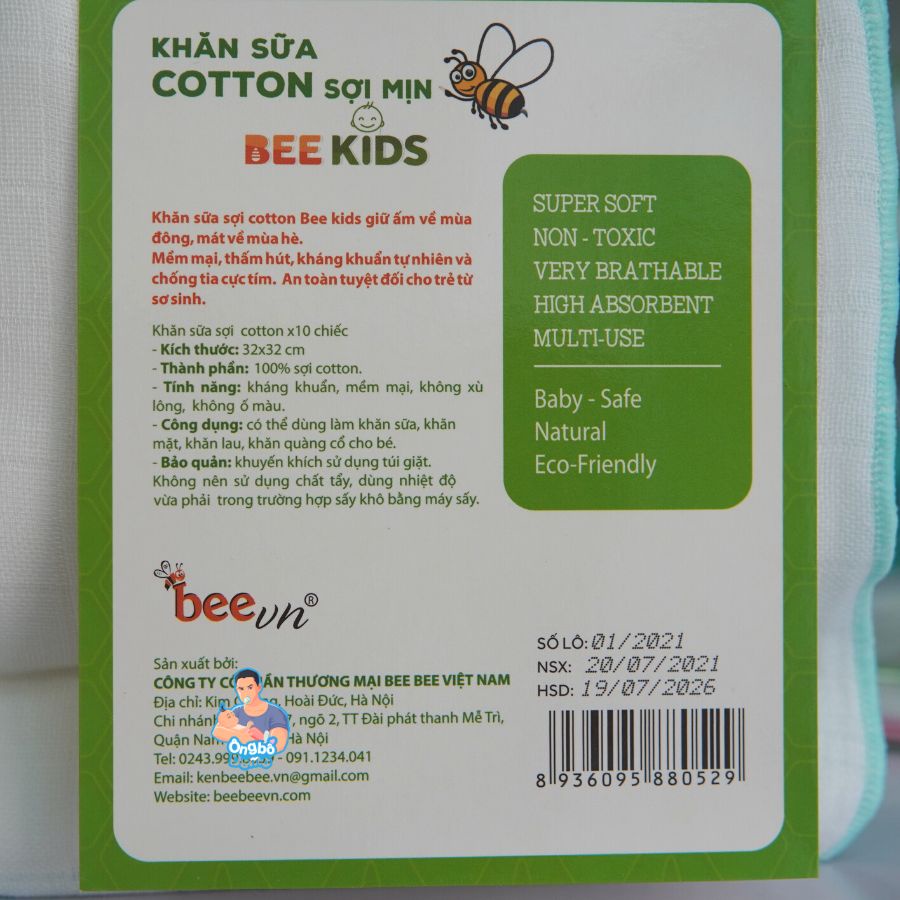 KHĂN SỮA
COTTON SỢI MỊN
BEE KIDS
Khăn sữa sợi cotton Bee kids giữ ấm về mùa
đông, mát về mùa hè.
Mềm mại, thấm hút, kháng khuẩn tự nhiên và
chống tia cực tím. An toàn tuyệt đối cho trẻ từ
sơ sinh.
Khăn sữa sợi cotton x10 chiếc
- Kích thước: 32x32 cm
- Thành phần: 100% sợi cotton.
- Tính năng: kháng khuẩn, mềm mại, không xù
lông, không ố màu.
- Công dụng: có thể dùng làm khăn sữa, khăn
mặt, khăn lau, khăn quàng cổ cho bé.
- Bảo quản: khuyến khích sử dụng túi giặt.
Không nên sử dụng chất tẩy, dùng nhiệt độ
vừa phải trong trường hợp sấy khô bằng máy sấy.
SUPER SOFT
NON - TOXIC
VERY BRATHABLE
HIGH ABSORBENT
MULTI-USE
Baby - Safe
Natural
Eco-Friendly
beevn®
Sản xuất bởi:
CÔNG TY THƯƠNG MẠI BEE BEE VIỆT NAM
Địa chỉ: Kim Hoài Đức, Hà Nội
Chi nhánh 7, ngõ 2, TT Đài phát thanh Mễ Trì,
Quận Nam Hà Nội
Tel: 0243.999 - 091.1234.041
Email: kenbeebee.vn@gmail.com
Website: beebeevn.com
Ông bố
SỐ LÔ: 01/2021
NSX: 20/07/2021
HSD: 19/07/2026
8 936095 880529